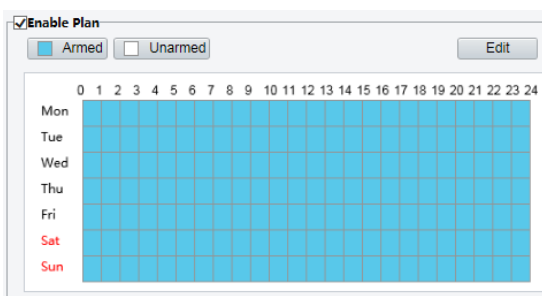 Enable Plan
Armed Unarmed Edit
0 1 2 3 4 5 6 7 8 9 10 11 12 13 14 15 16 17 18 19 20 21 22 23 24
Mon
Tue
Wed
Thu
Fri
Sat
Sun